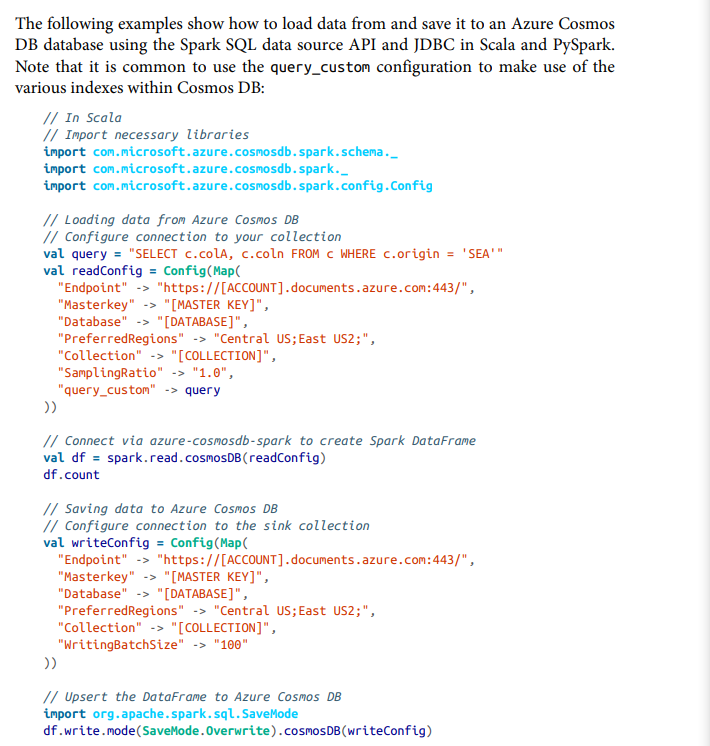 The following examples show how to load data from and save it to an Azure Cosmos
DB database using the Spark SQL data source API and JDBC in Scala and PySpark.
Note that it is common to use the query_custom configuration to make use of the
various indexes within Cosmos DB:
// In Scala
// Import necessary libraries
import com.microsoft.azure.cosmosdb.spark.schema._
import com.microsoft.azure.cosmosdb.spark._
import com.microsoft.azure.cosmosdb.spark.config.Config
// Loading data from Azure Cosmos DB
// Configure connection to your collection
val query = "SELECT c.colA, c.coln FROM c WHERE c.origin = 'SEA'"
val readConfig = Config(Map(
  "Endpoint" -> "https://[ACCOUNT].documents.azure.com:443/",
  "Masterkey" -> "[MASTER KEY]",
  "Database" -> "[DATABASE]",
  "PreferredRegions" -> "Central US;East US2;",
  "Collection" -> "[COLLECTION]",
  "SamplingRatio" -> "1.0",
  "query_custom" -> query
))
// Connect via azure-cosmosdb-spark to create Spark DataFrame
val df = spark.read.cosmosDB(readConfig)
df.count
// Saving data to Azure Cosmos DB
// Configure connection to the sink collection
val writeConfig = Config(Map(
  "Endpoint" -> "https://[ACCOUNT].documents.azure.com:443/",
  "Masterkey" -> "[MASTER KEY]",
  "Database" -> "[DATABASE]",
  "PreferredRegions" -> "Central US;East US2;",
  "Collection" -> "[COLLECTION]",
  "WritingBatchSize" -> "100"
))
// Upsert the DataFrame to Azure Cosmos DB
import org.apache.spark.sql.SaveMode
df.write.mode(SaveMode.Overwrite).cosmosDB(writeConfig)